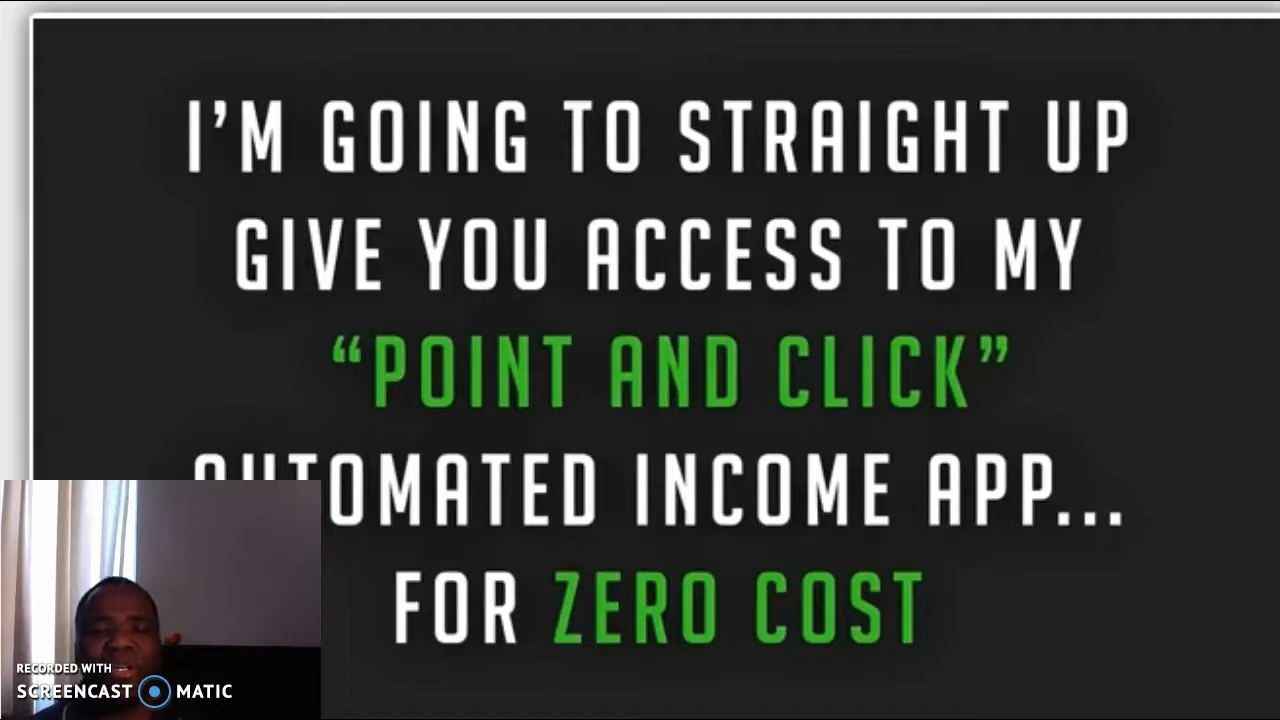 I'M GOING TO STRAIGHT UP
GIVE YOU ACCESS TO MY
“POINT AND CLICK”
AUTOMATED INCOME APP...
FOR ZERO COST
RECORDED WITH
SCREENCAST MATIC